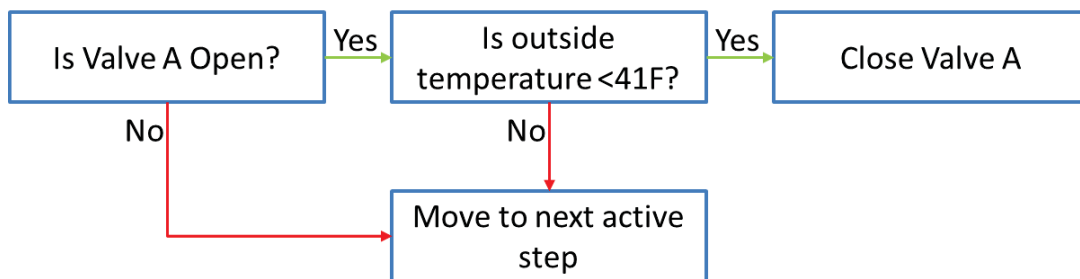 Is Valve A Open?
Yes
Is outside
temperature <41F?
Yes
Close Valve A
No
No
Move to next active
step